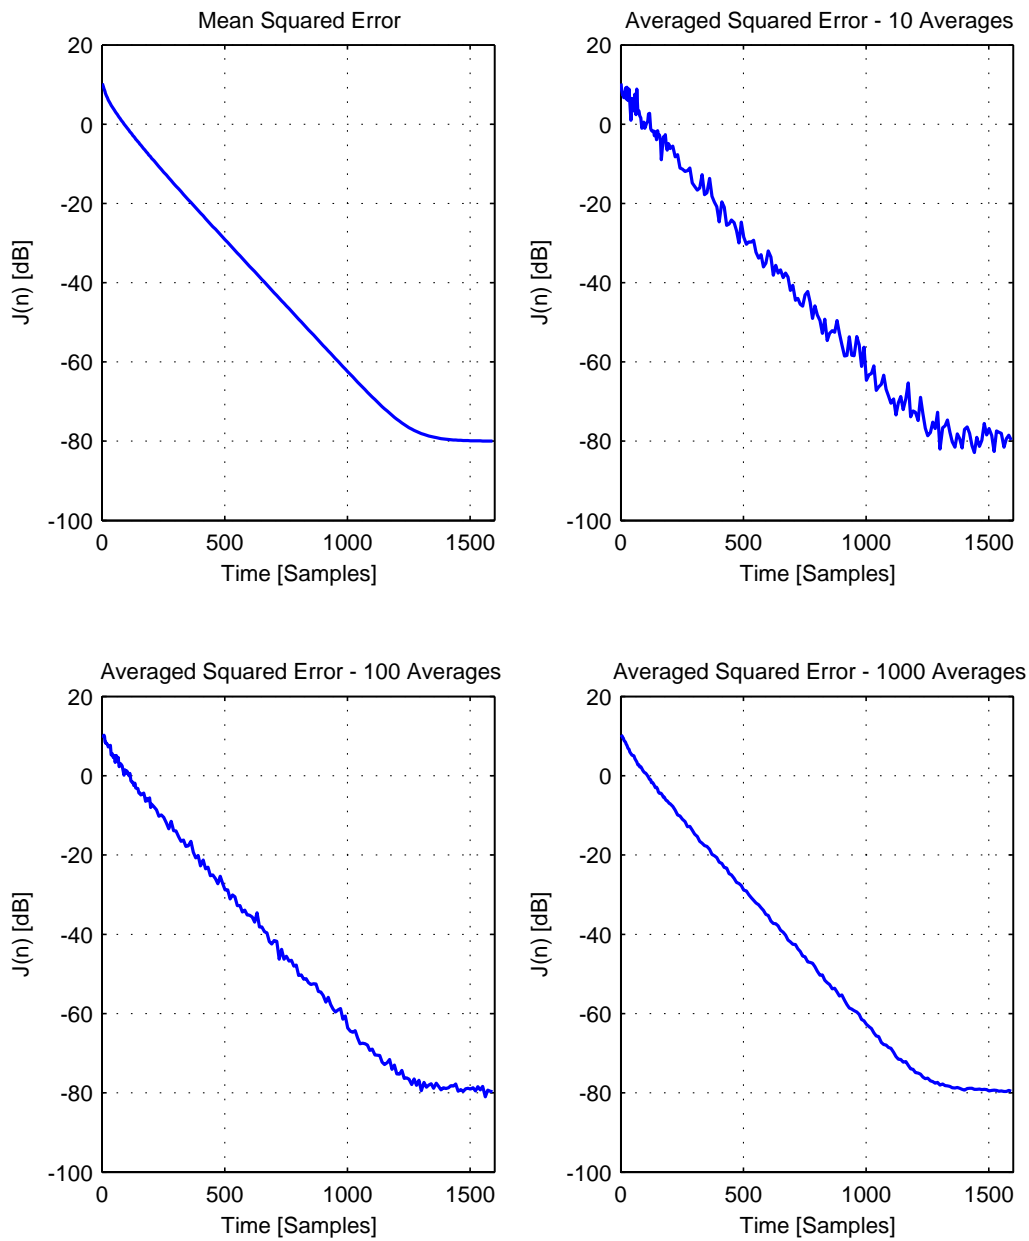 Mean Squared Error
20
0
-20
-40
-60
-80
-100
J(n) [dB]
0 500 1000 1500
Time [Samples]
Averaged Squared Error - 10 Averages
20
0
-20
-40
-60
-80
-100
J(n) [dB]
0 500 1000 1500
Time [Samples]
Averaged Squared Error - 100 Averages
20
0
-20
-40
-60
-80
-100
J(n) [dB]
0 500 1000 1500
Time [Samples]
Averaged Squared Error - 1000 Averages
20
0
-20
-40
-60
-80
-100
J(n) [dB]
0 500 1000 1500
Time [Samples]